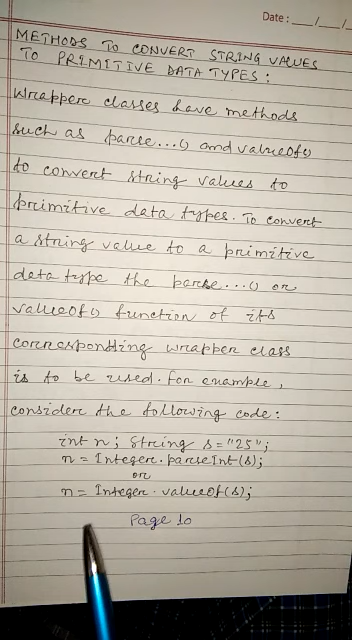 Date: __/__/__
METHODS TO CONVERT STRING VALUES
TO PRIMITIVE DATA TYPES:
Wrapper classes have methods
such as parse...() and valueOf()
to convert string values to
primitive data types. To convert
a string value to a primitive
data type the parse...() or
valueOf() function of its
corresponding wrapper class
is to be used. For example,
consider the following code:
int n; String s="25";
n = Integer.parseInt(s);
or
n = Integer.valueOf(s);
Page 10